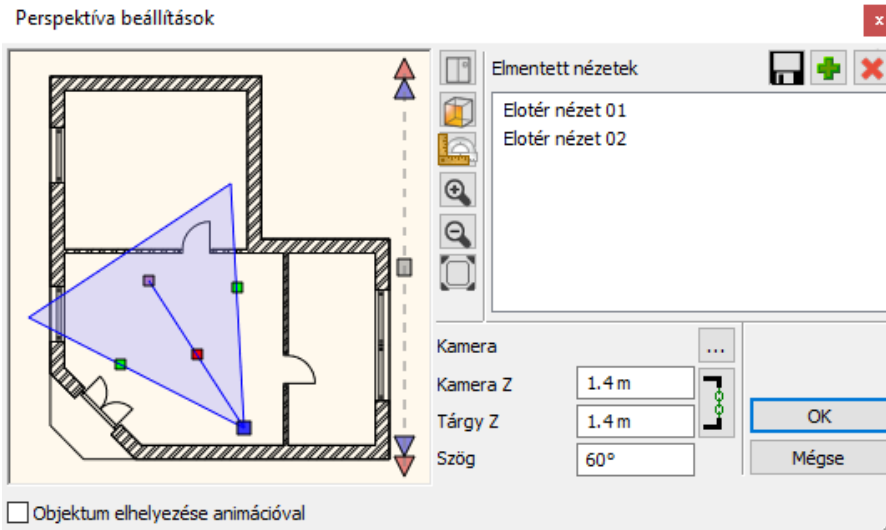 Perspektíva beállítások
x
Elmentett nézetek
Elotér nézet 01
Elotér nézet 02
Kamera
...
Kamera Z
1.4 m
Tárgy Z
1.4 m
Szög
60°
OK
Mégse
Objektum elhelyezése animációval